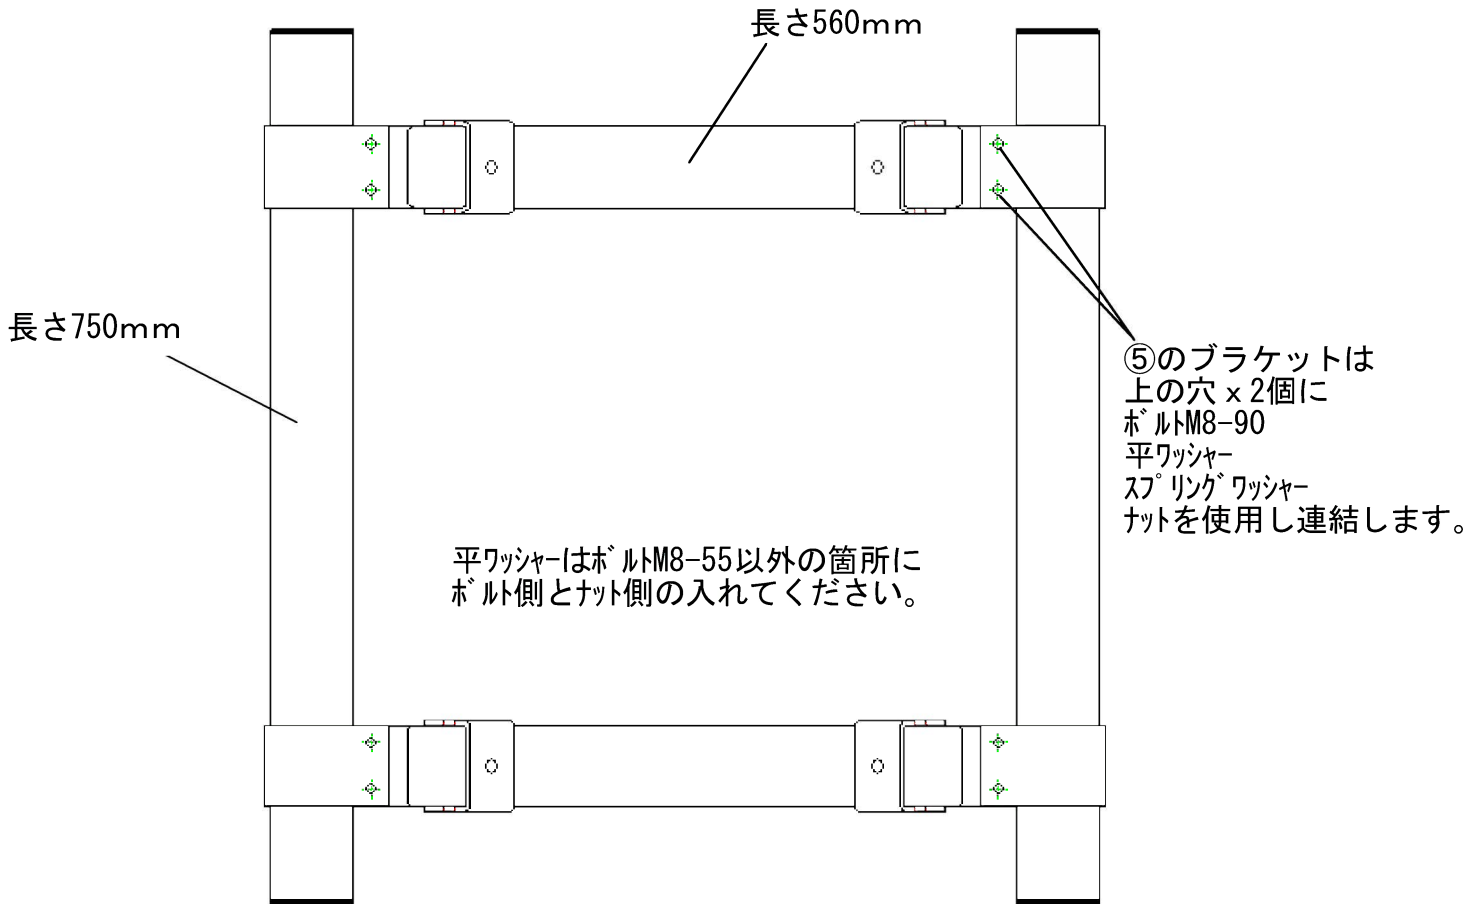 長さ560mm
長さ750mm
⑤のブラケットは
上の穴x2個に
ﾎﾞﾙﾄM8-90
平ﾜｯｼｬｰ
ｽﾌﾟﾘﾝｸﾞﾜｯｼｬｰ
ﾅｯﾄを使用し連結します。
平ﾜｯｼｬｰはﾎﾞﾙﾄM8-55以外の箇所に
ﾎﾞﾙﾄ側とﾅｯﾄ側の入れてください。